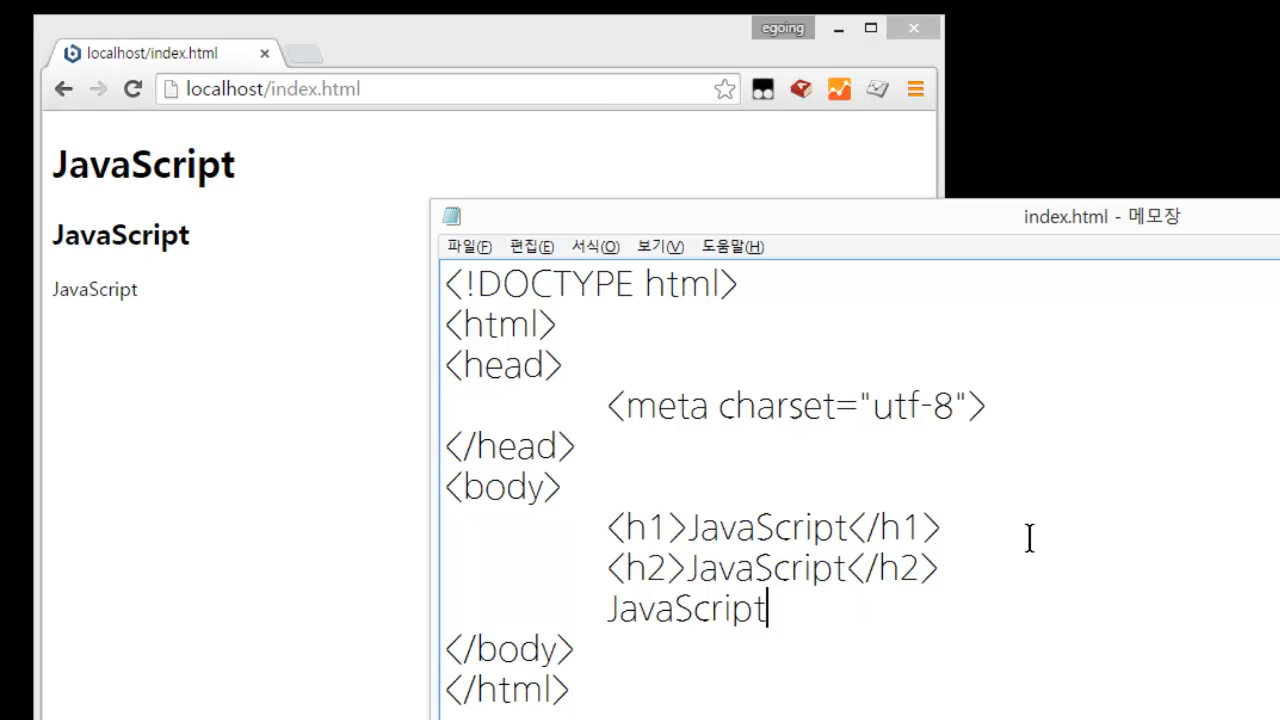 egoing
localhost/index.html
localhost/index.html
JavaScript
JavaScript
JavaScript
index.html - 메모장
파일(F) 편집(E) 서식(O) 보기(V) 도움말(H)
<!DOCTYPE html>
<html>
<head>
<meta charset="utf-8">
</head>
<body>
<h1>JavaScript</h1>
<h2>JavaScript</h2>
JavaScript
</body>
</html>